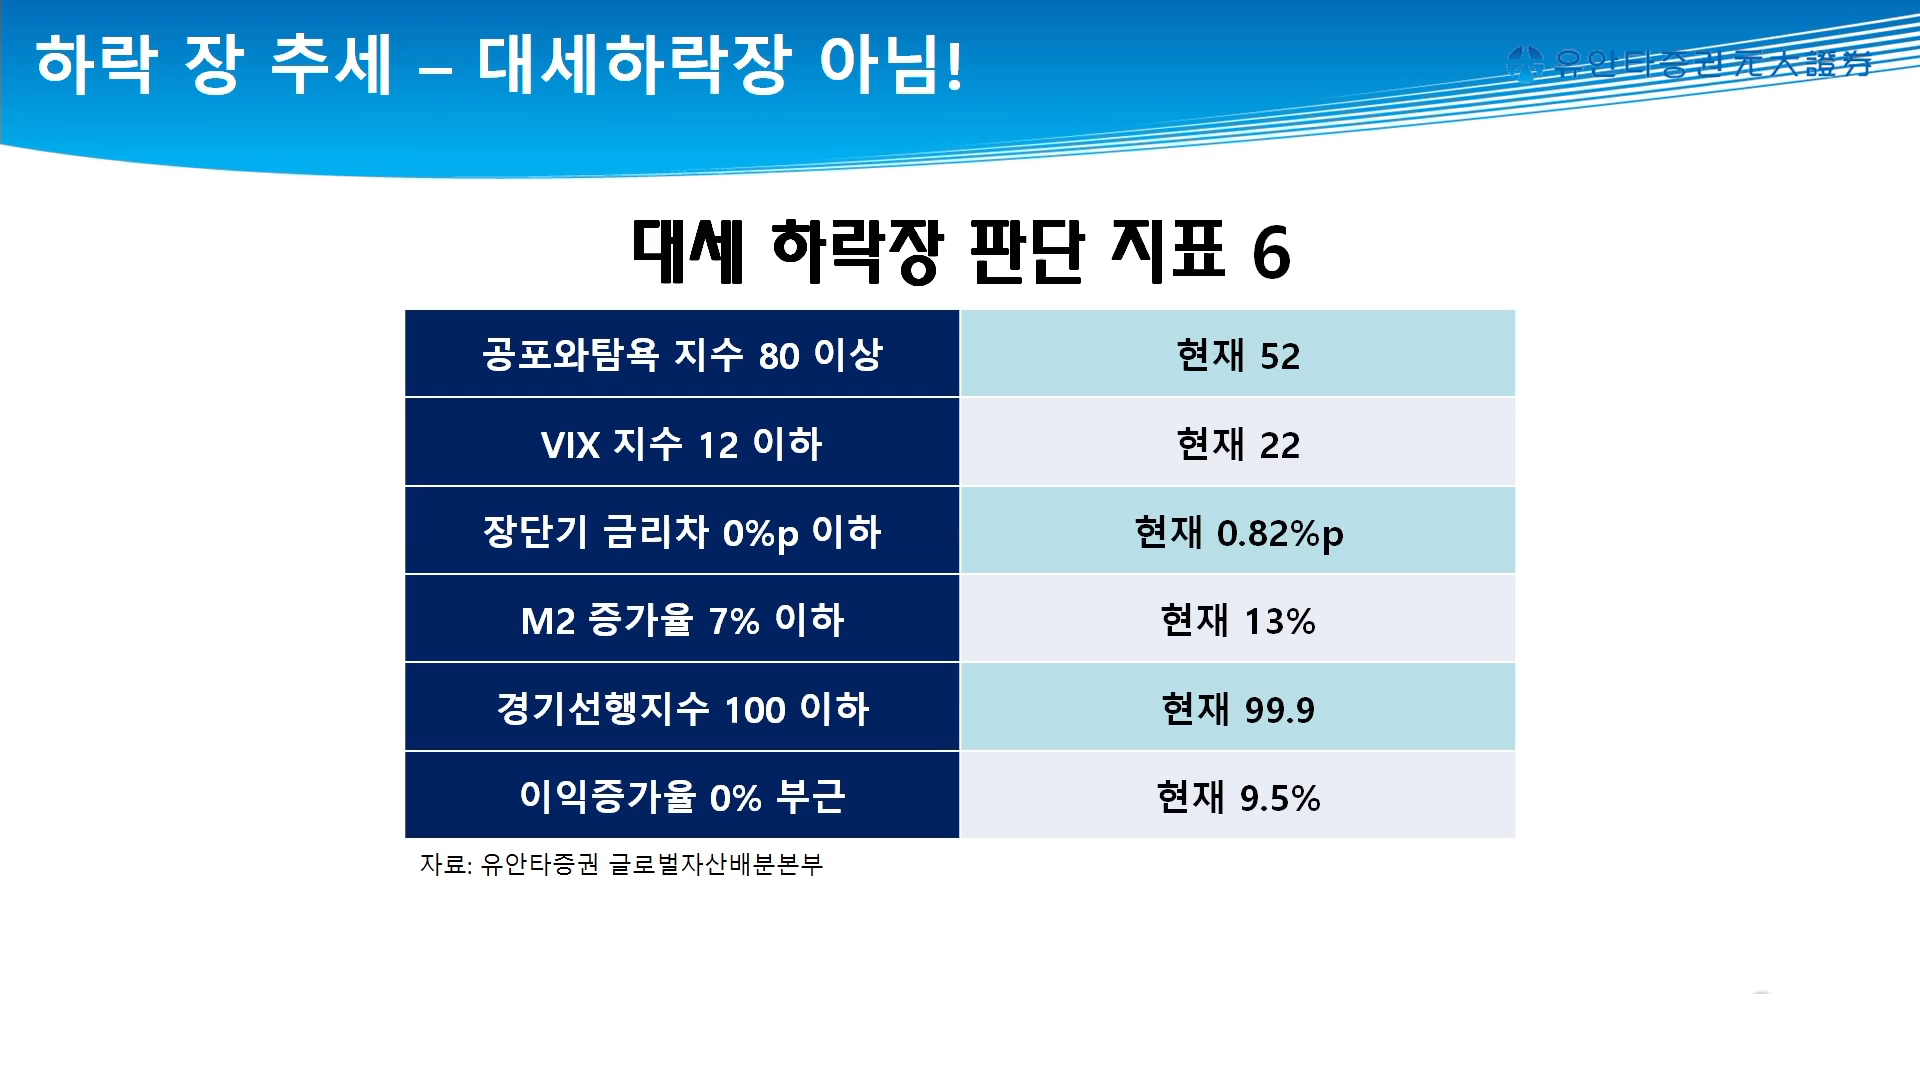 하락 장 추세 – 대세하락장 아님!
유안타증권 元大證券
대세 하락장 판단 지표 6
공포와탐욕 지수 80 이상 현재 52
VIX 지수 12 이하 현재 22
장단기 금리차 0%p 이하 현재 0.82%p
M2 증가율 7% 이하 현재 13%
경기선행지수 100 이하 현재 99.9
이익증가율 0% 부근 현재 9.5%
자료: 유안타증권 글로벌자산배분본부